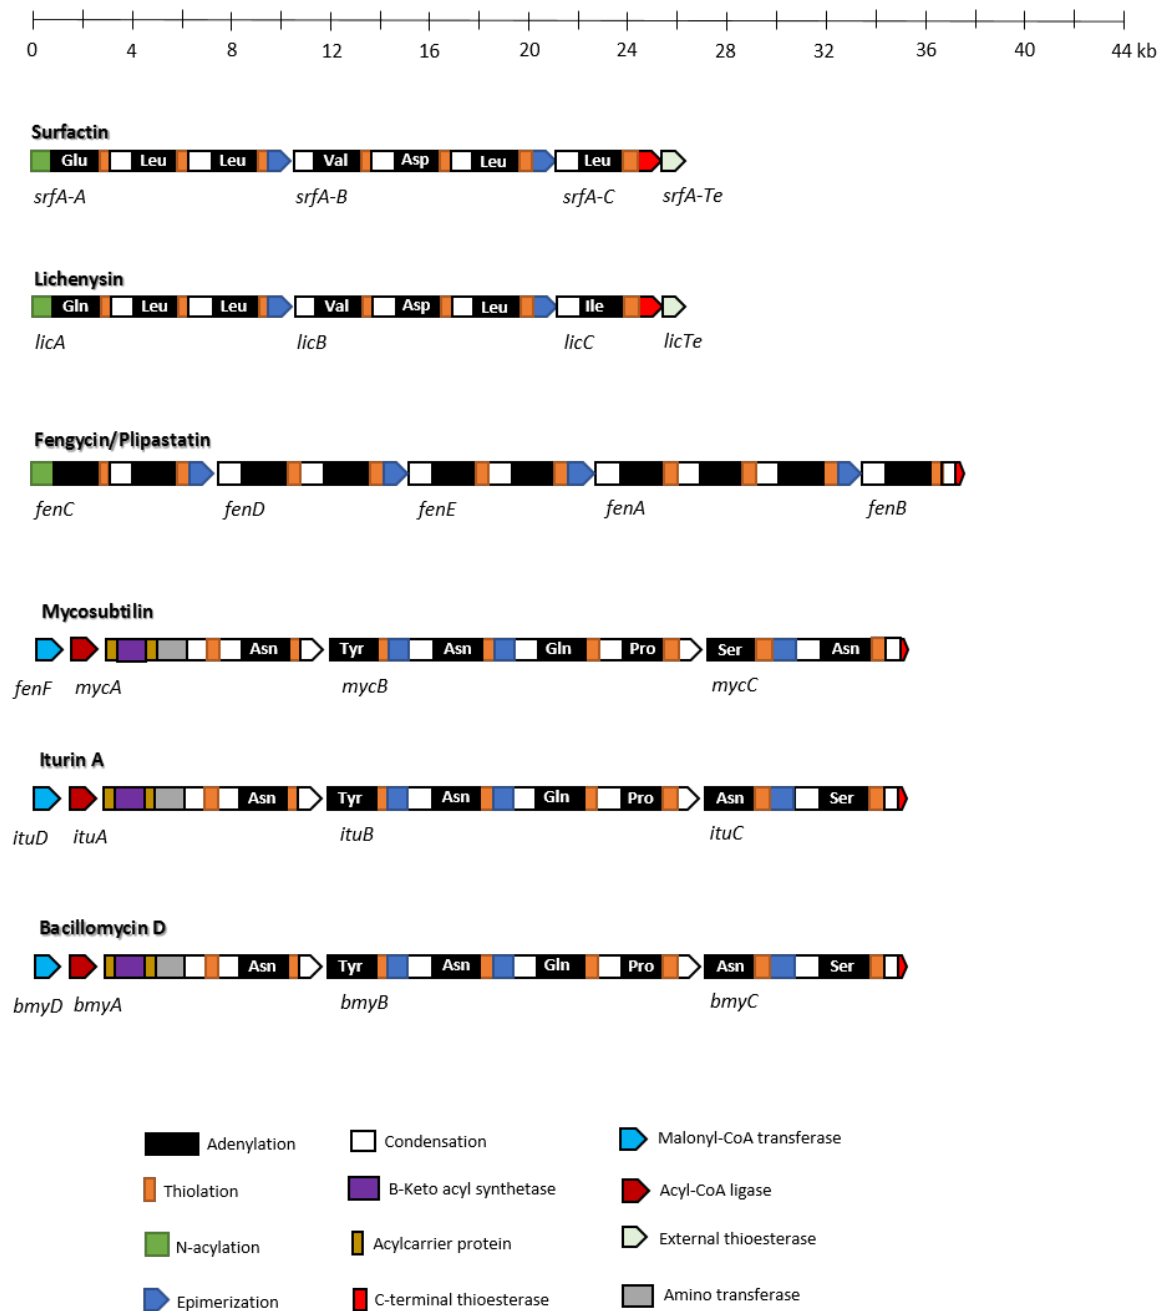 0 4 8 12 16 20 24 28 32 36 40 44 kb
Surfactin
Glu Leu Leu Val Asp Leu Leu
srfA-A srfA-B srfA-C srfA-Te
Lichenysin
Gln Leu Leu Val Asp Leu Ile
licA licB licC licTe
Fengycin/Plipastatin
fenC fenD fenE fenA fenB
Mycosubtilin
Asn Tyr Asn Gln Pro Ser Asn
fenF mycA mycB mycC
Iturin A
Asn Tyr Asn Gln Pro Asn Ser
ituD ituA ituB ituC
Bacillomycin D
Asn Tyr Asn Gln Pro Asn Ser
bmyD bmyA bmyB bmyC
Adenylation Condensation Malonyl-CoA transferase
Thiolation B-Keto acyl synthetase Acyl-CoA ligase
N-acylation Acylcarrier protein External thioesterase
Epimerization C-terminal thioesterase Amino transferase